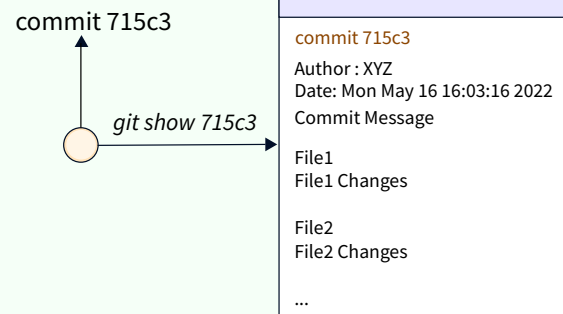 commit 715c3
git show 715c3
commit 715c3
Author : XYZ
Date: Mon May 16 16:03:16 2022
Commit Message
File1
File1 Changes
File2
File2 Changes
...